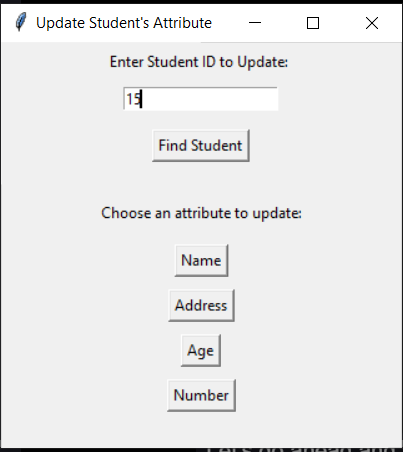 Update Student's Attribute
Enter Student ID to Update:
15
Find Student
Choose an attribute to update:
Name
Address
Age
Number